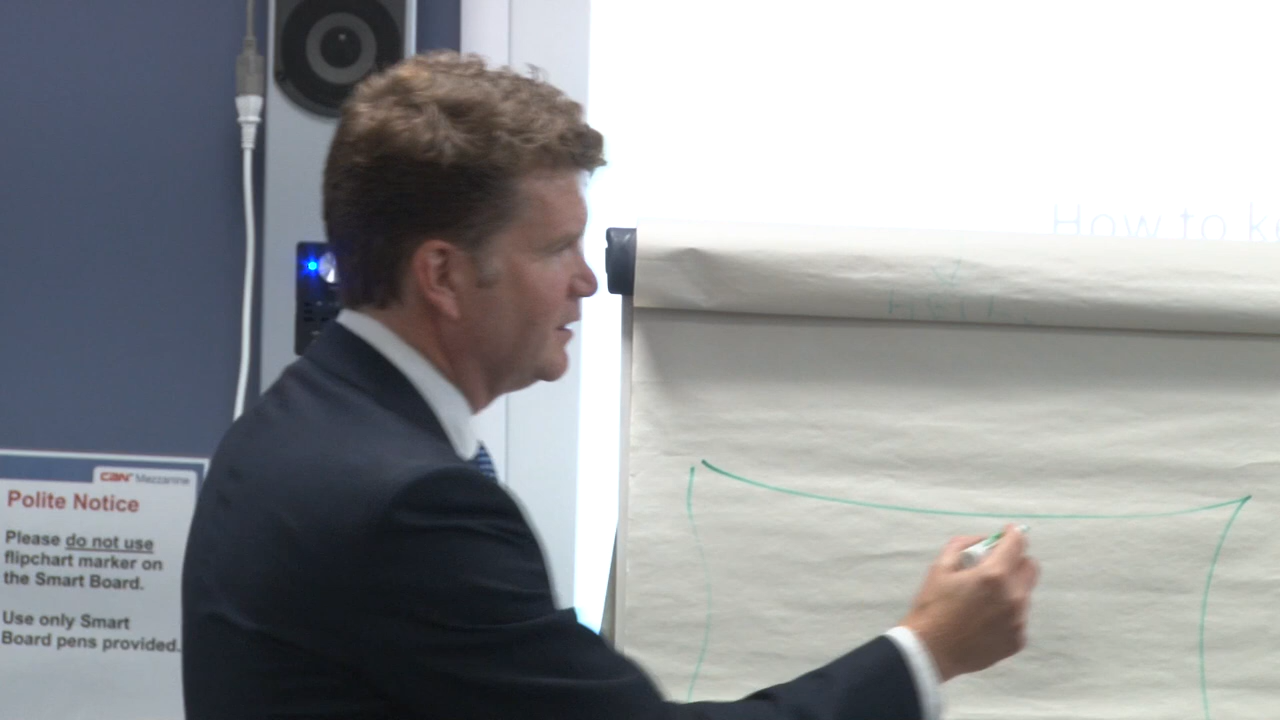 How to k
can Mezzanine
Polite Notice
Please do not use
flipchart marker on
the Smart Board.
Use only Smart
Board pens provided.